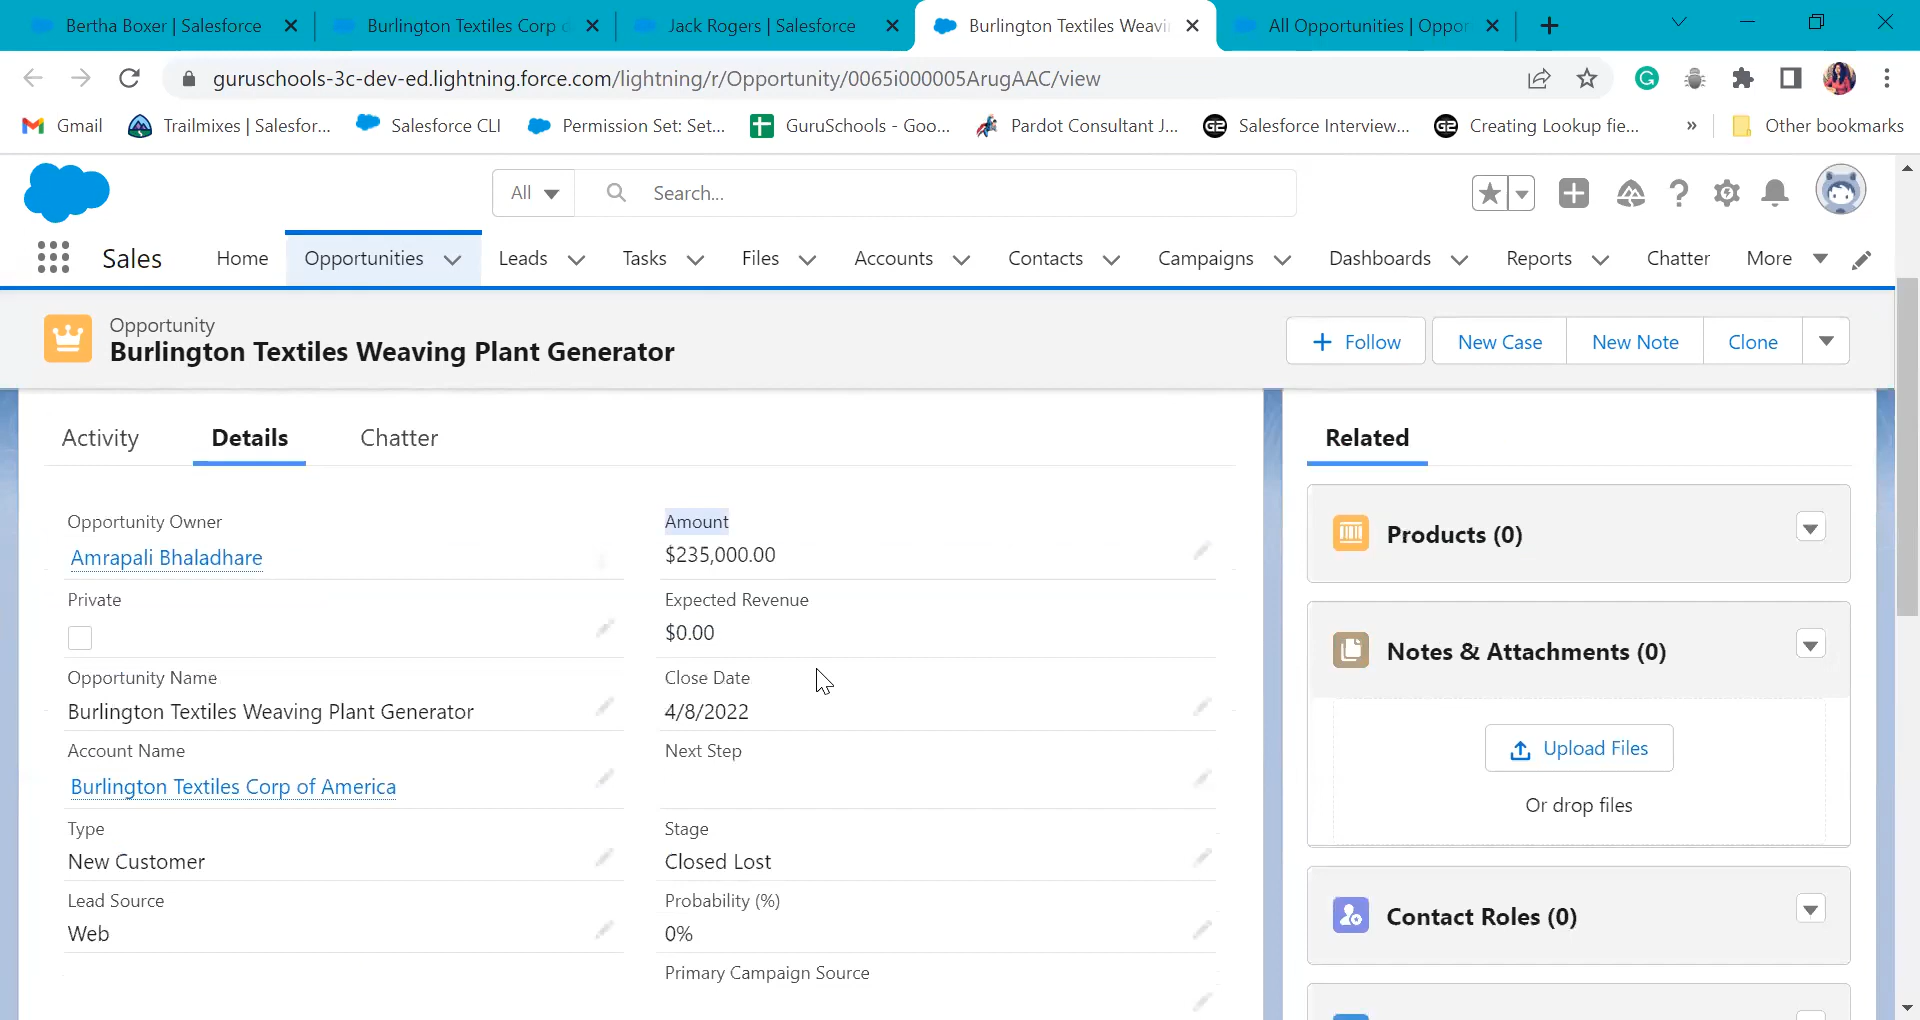 Bertha Boxer | Salesforce
Burlington Textiles Corp o
Jack Rogers | Salesforce
Burlington Textiles Weavi
All Opportunities | Oppor
guruschools-3c-dev-ed.lightning.force.com/lightning/r/Opportunity/0065i000005ArugAAC/view
Gmail
Trailmixes | Salesfor...
Salesforce CLI
Permission Set: Set...
GuruSchools - Goo...
Pardot Consultant J...
Salesforce Interview...
Creating Lookup fie...
»
Other bookmarks
All
Search...
Sales
Home
Opportunities
Leads
Tasks
Files
Accounts
Contacts
Campaigns
Dashboards
Reports
Chatter
More
Opportunity
Burlington Textiles Weaving Plant Generator
+ Follow
New Case
New Note
Clone
Activity
Details
Chatter
Related
Opportunity Owner
Amrapali Bhaladhare
Amount
$235,000.00
Private
Expected Revenue
$0.00
Opportunity Name
Burlington Textiles Weaving Plant Generator
Close Date
4/8/2022
Account Name
Burlington Textiles Corp of America
Next Step
Type
New Customer
Stage
Closed Lost
Lead Source
Web
Probability (%)
0%
Primary Campaign Source
Products (0)
Notes & Attachments (0)
Upload Files
Or drop files
Contact Roles (0)